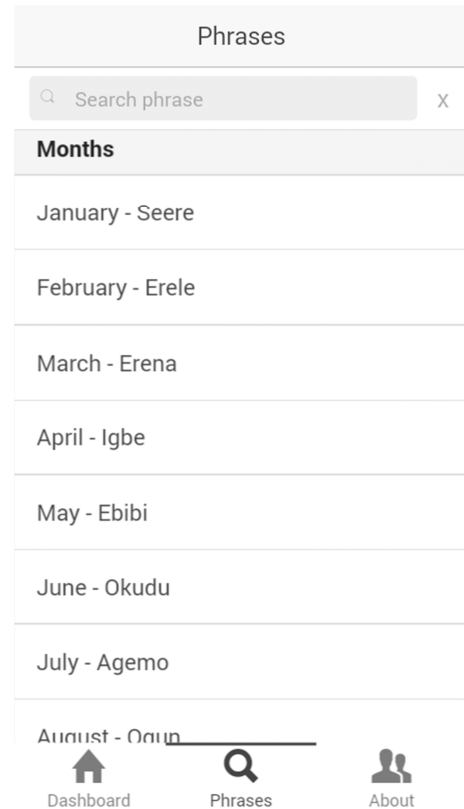 Phrases
Search phrase
x
Months
January - Seere
February - Erele
March - Erena
April - Igbe
May - Ebibi
June - Okudu
July - Agemo
August - Ogun
Dashboard
Phrases
About